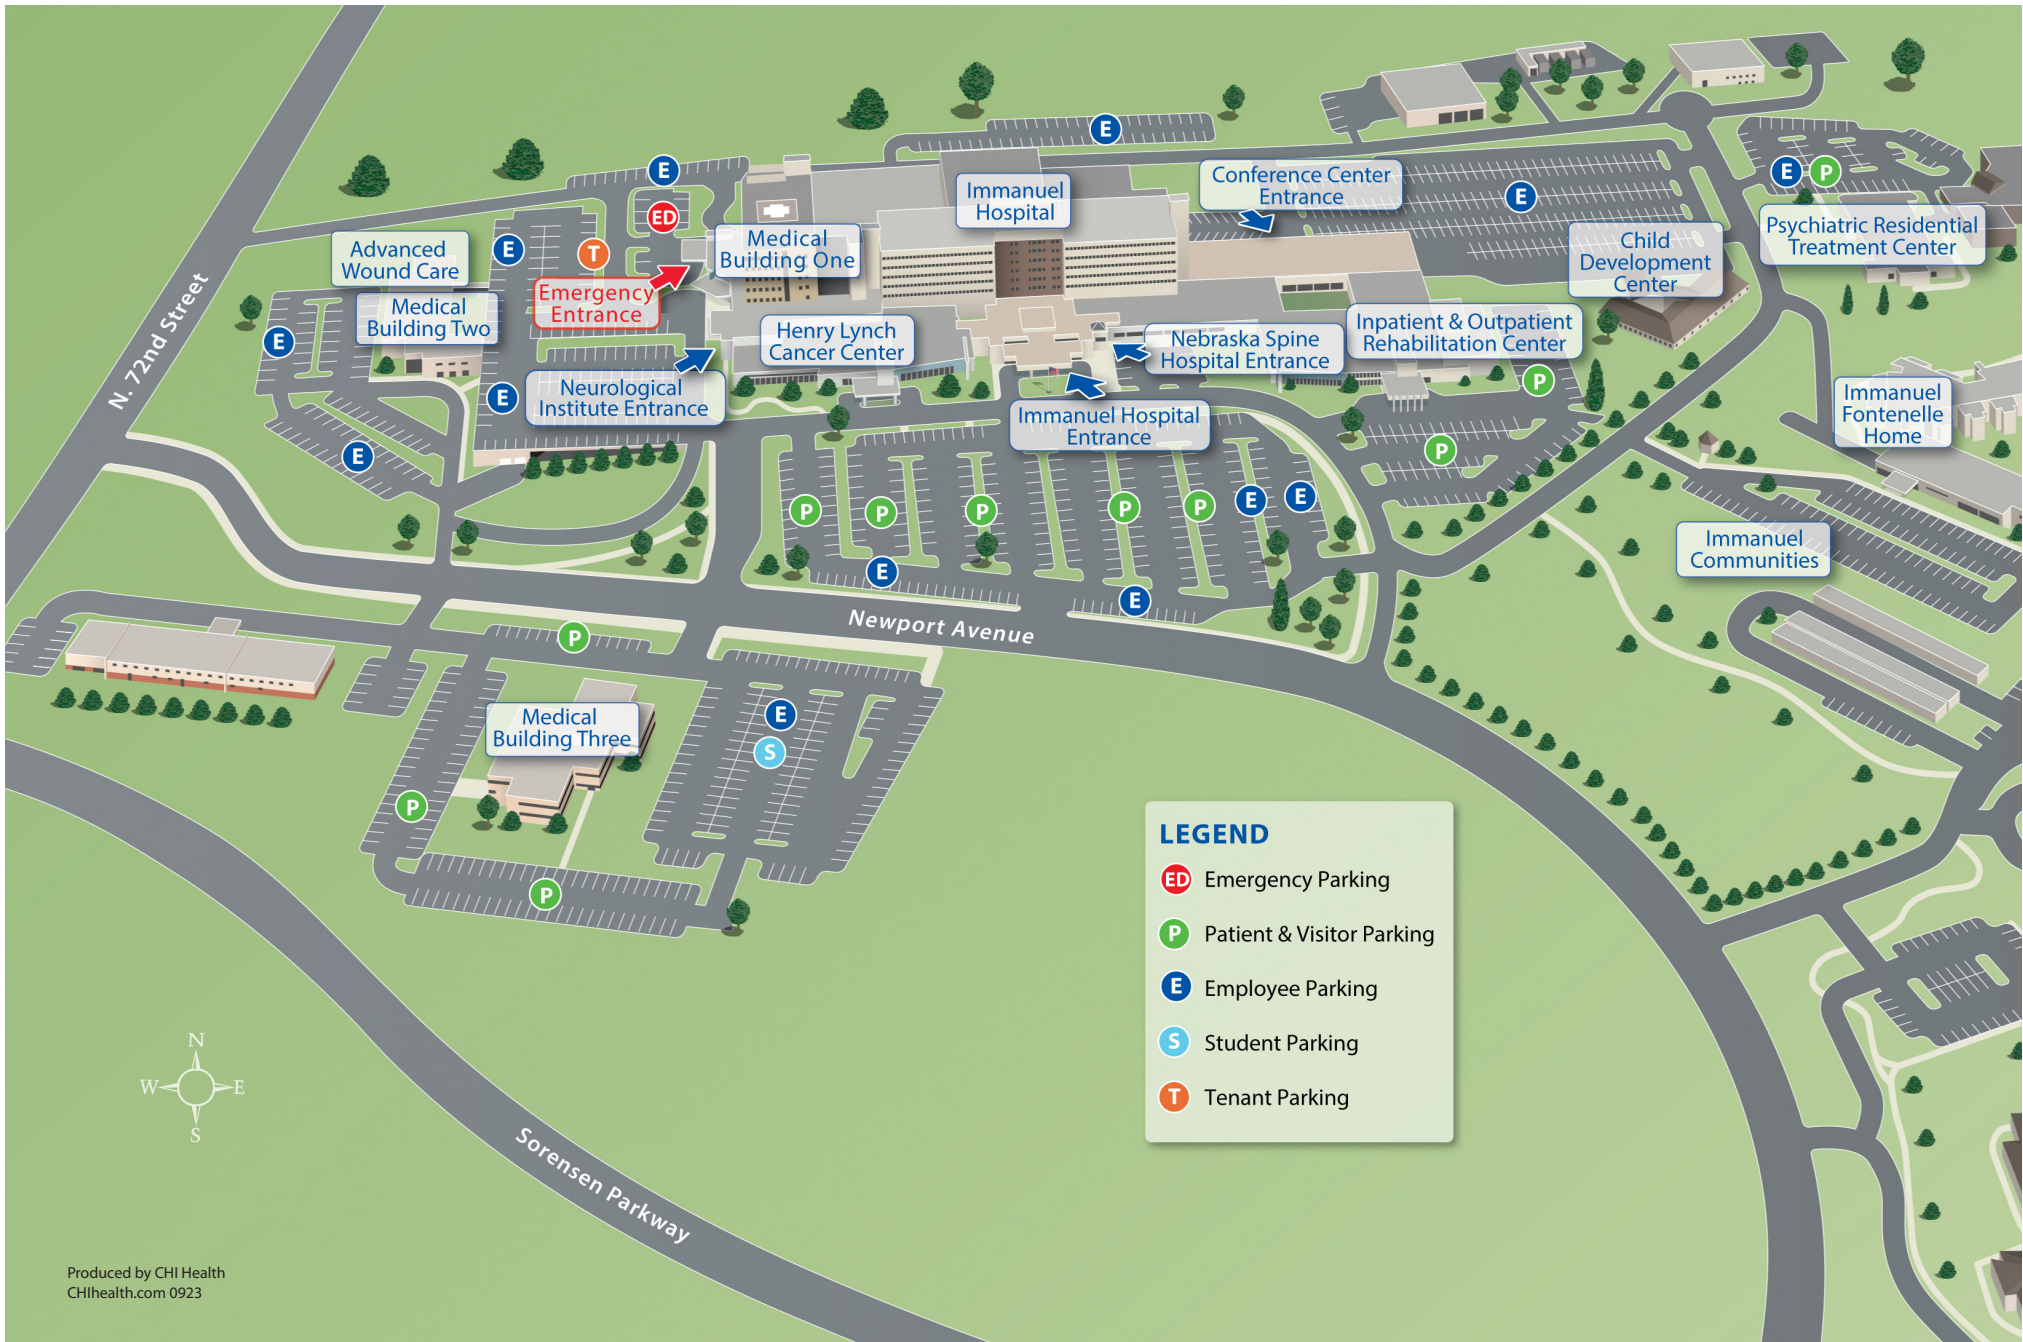 E
E
ED
Immanuel
Hospital
Conference Center
Entrance
E
E
P
Psychiatric Residential
Treatment Center
Advanced
Wound Care
E
T
Medical
Building One
Child
Development
Center
Emergency
Entrance
Medical
Building Two
E
N. 72nd Street
Henry Lynch
Cancer Center
Nebraska Spine
Hospital Entrance
Inpatient & Outpatient
Rehabilitation Center
P
E
Neurological
Institute Entrance
Immanuel Hospital
Entrance
Immanuel
Fontenelle
Home
E
P
P
P
P
P
P
E
E
Immanuel
Communities
E
E
Newport Avenue
P
Medical
Building Three
E
S
P
P
LEGEND
ED Emergency Parking
P Patient & Visitor Parking
E Employee Parking
S Student Parking
T Tenant Parking
N
W E
S
Sorensen Parkway
Produced by CHI Health
CHIhealth.com 0923